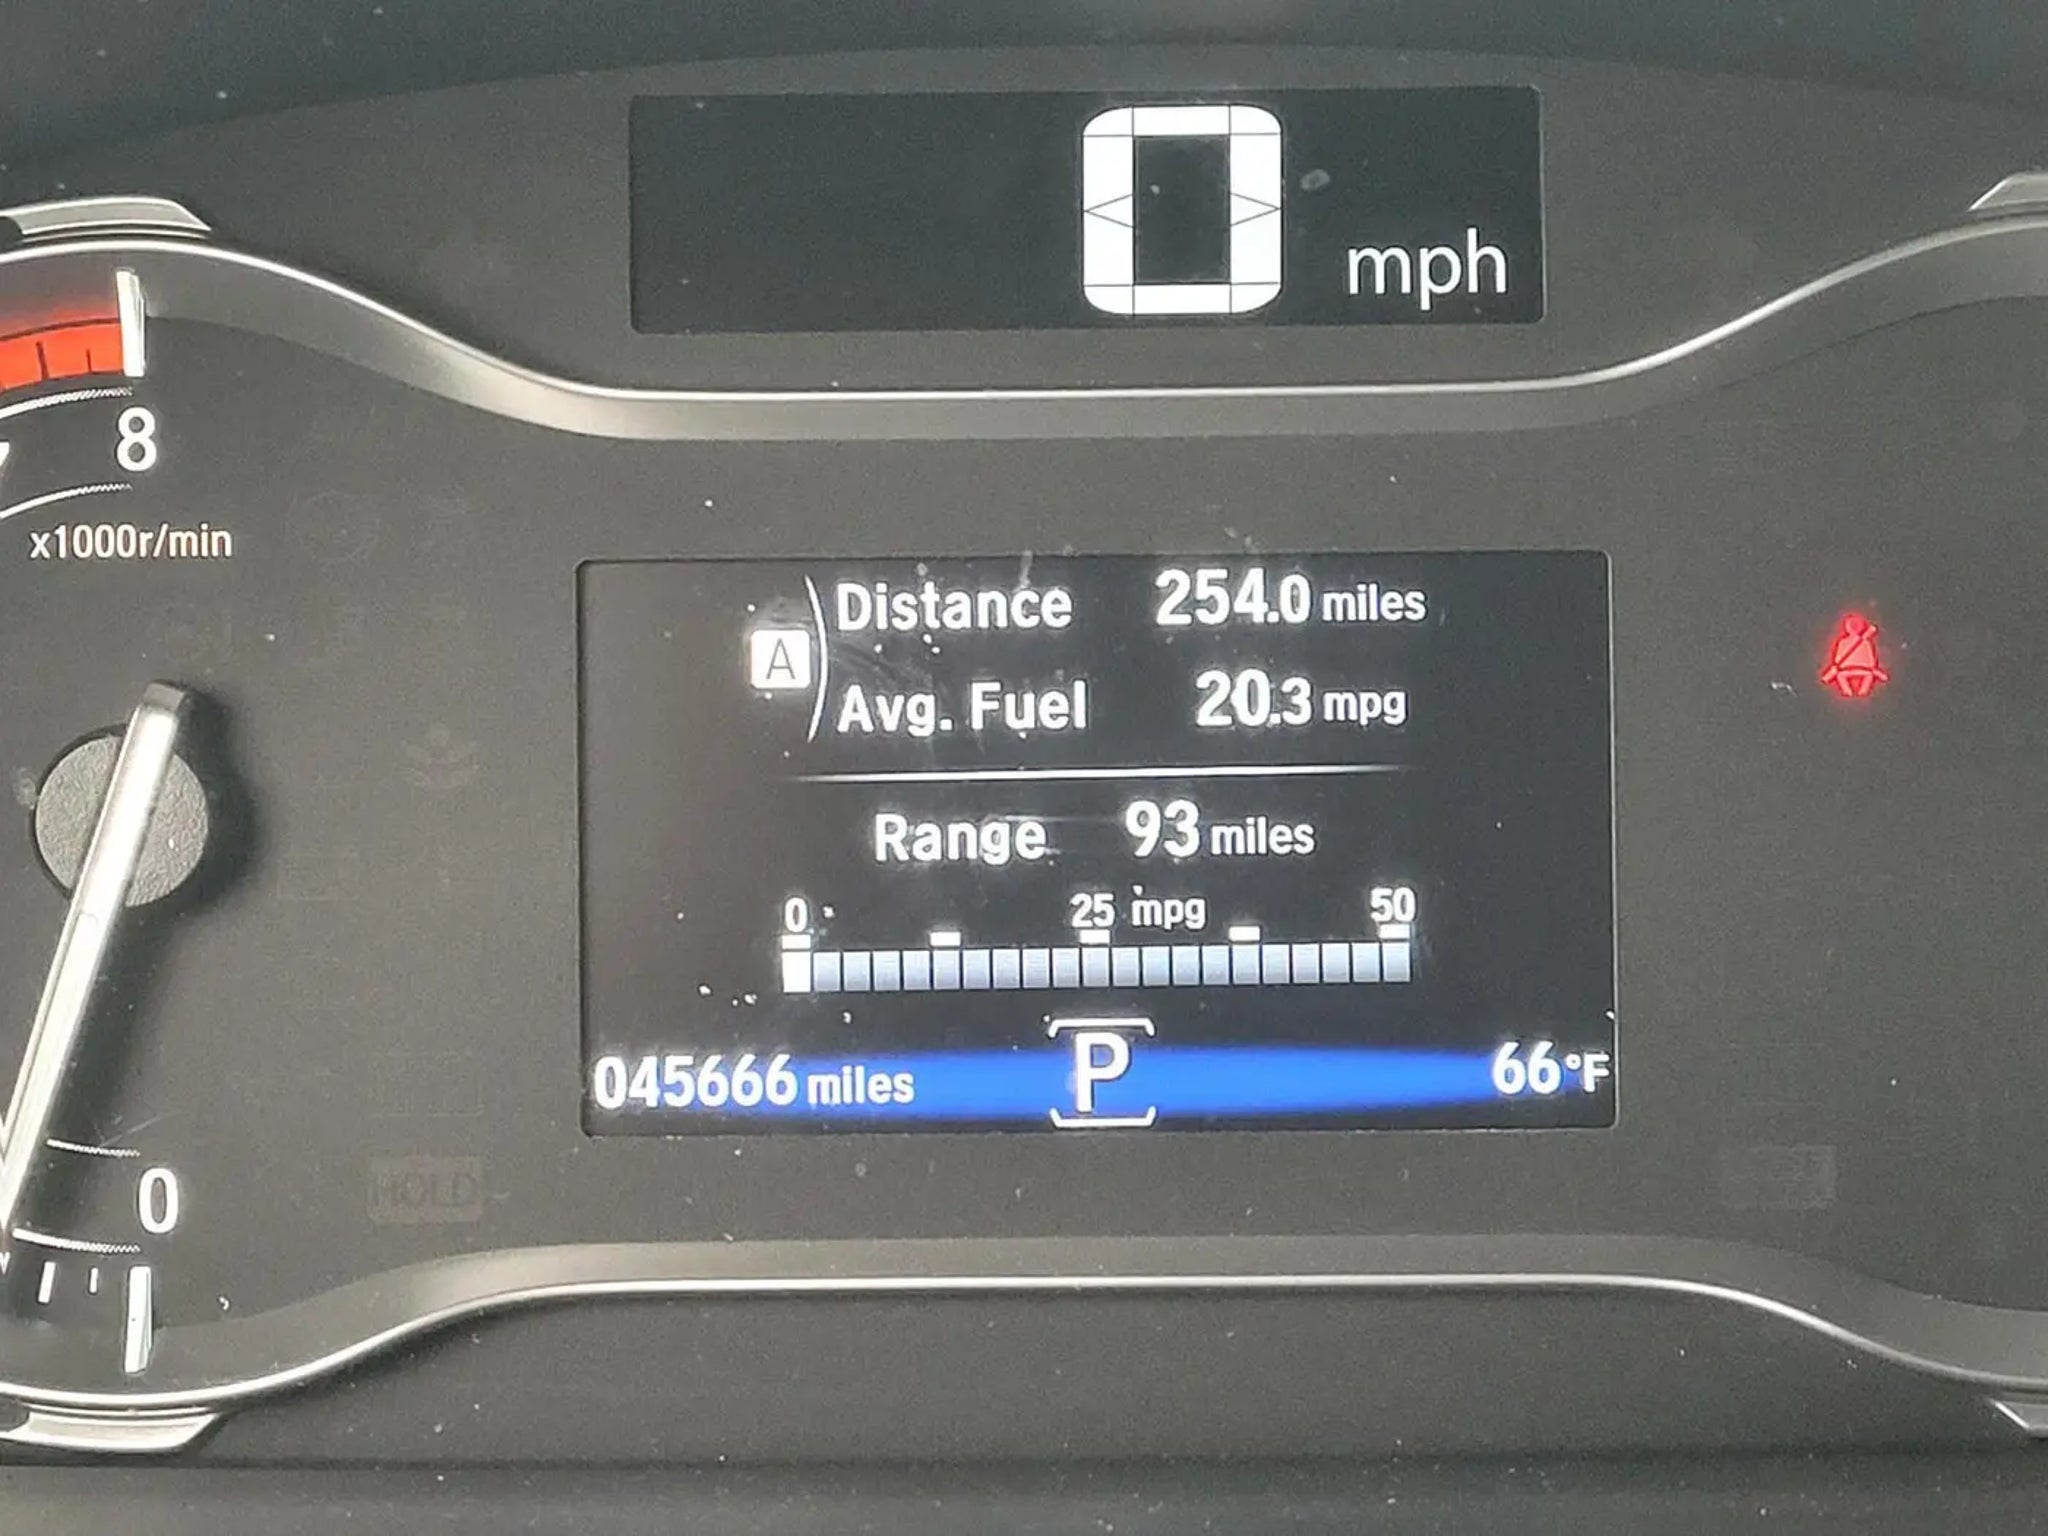 0 mph
8
x1000r/min
A
Distance 254.0 miles
Avg. Fuel 20.3 mpg
Range 93 miles
0 25 mpg 50
045666 miles P 66°F
HOLD
0